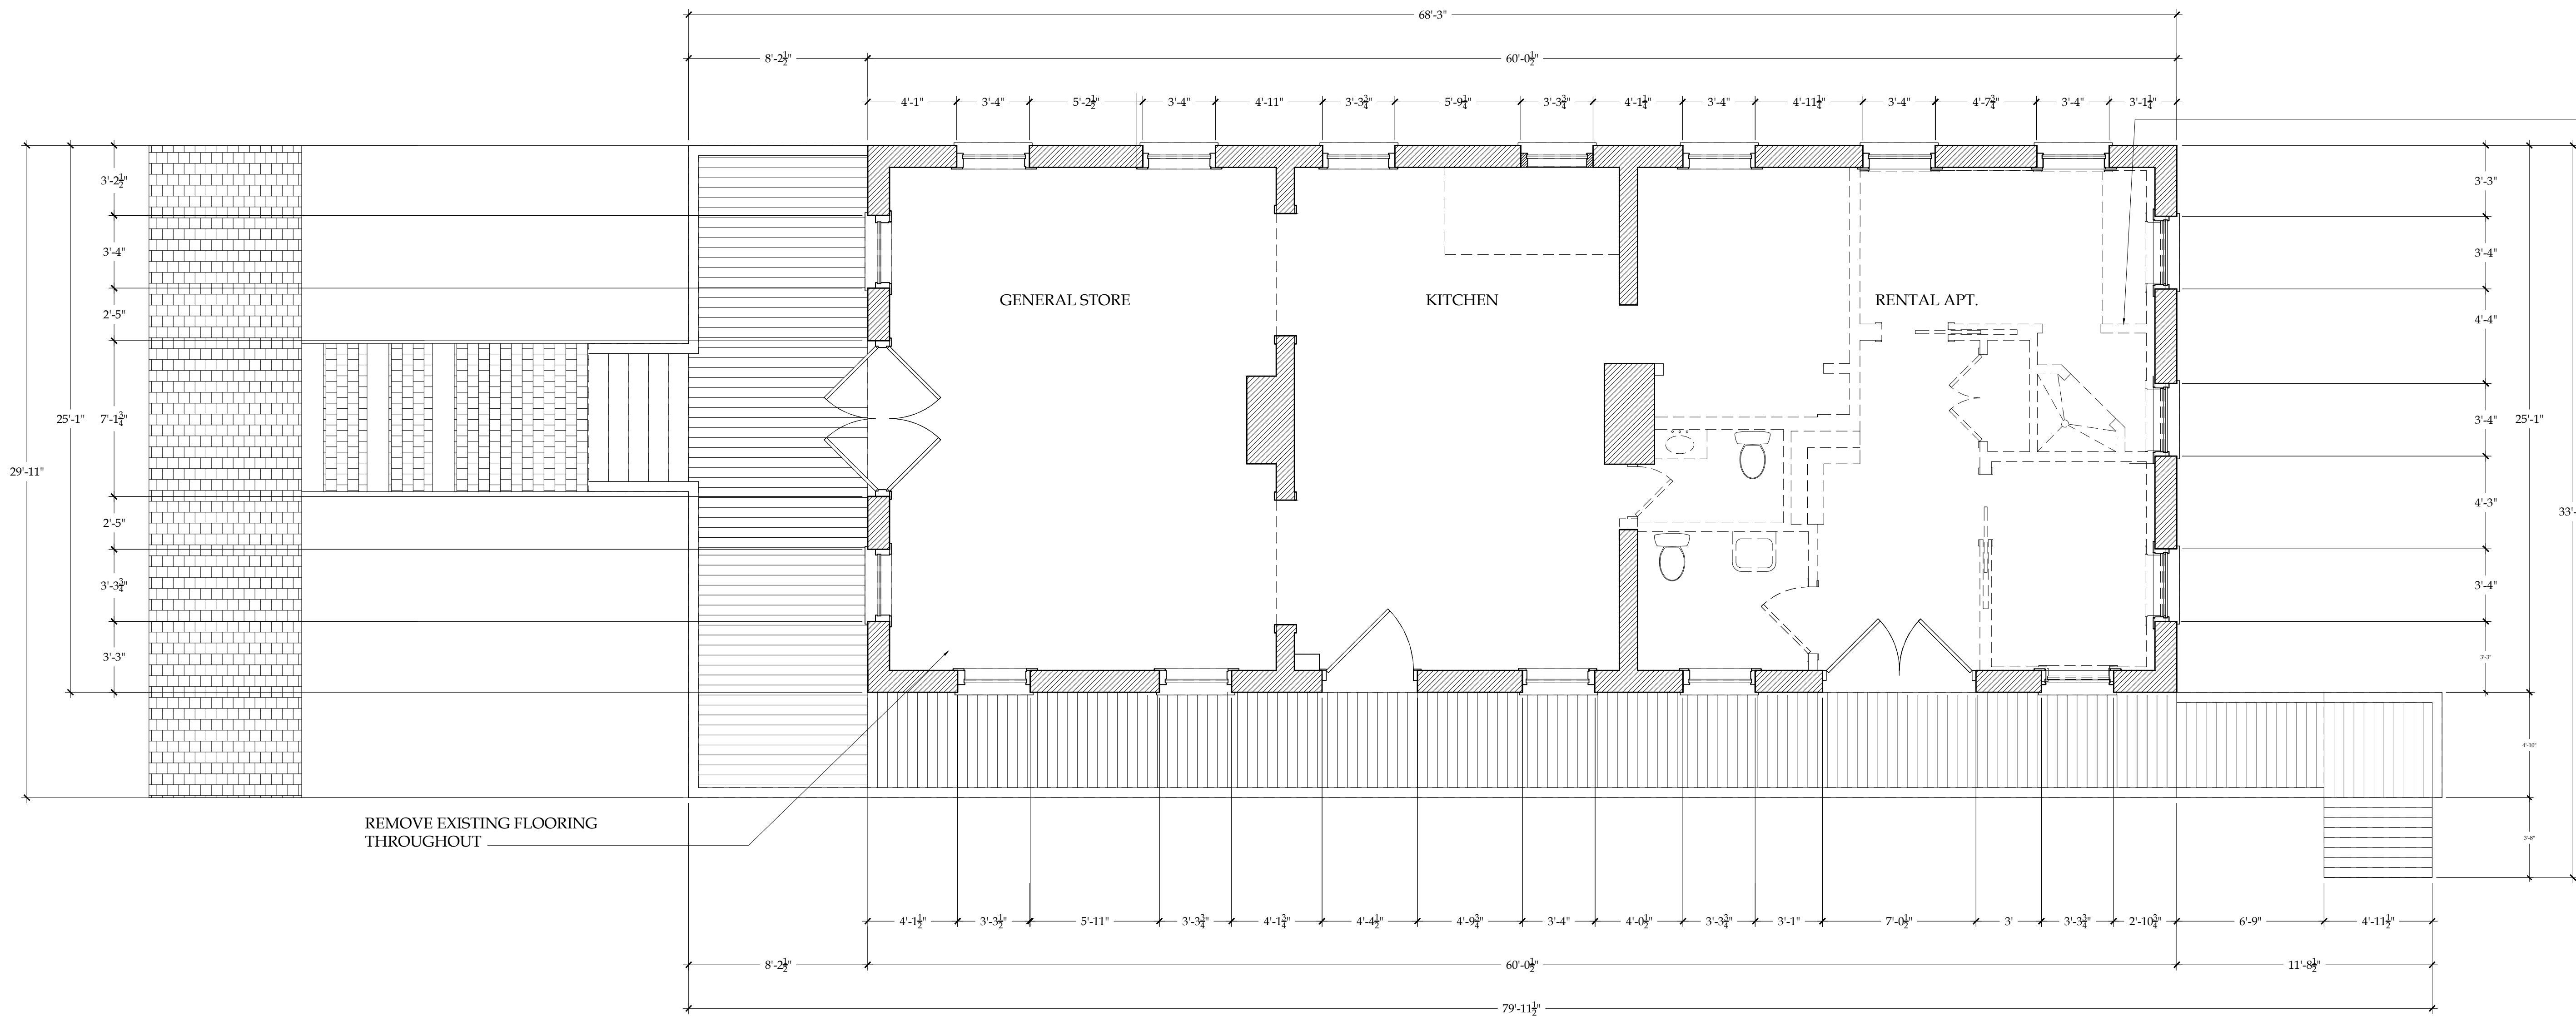 68'-3"
8'-2½" 60'-0½"
4'-1" 3'-4" 5'-2½" 3'-4" 4'-11" 3'-3¾" 5'-9¼" 3'-3¾" 4'-1¼" 3'-4" 4'-11¼" 3'-4" 4'-7¾" 3'-4" 3'-1¼"
3'-2½"
3'-4"
2'-5"
7'-1¾"
2'-5"
3'-3¾"
3'-3"
25'-1"
29'-11"
GENERAL STORE
KITCHEN
RENTAL APT.
3'-3"
3'-4"
4'-4"
3'-4"
4'-3"
3'-4"
3'-3"
25'-1"
4'-10"
3'-8"
33'-
REMOVE EXISTING FLOORING
THROUGHOUT
4'-1½" 3'-3½" 5'-11" 3'-3¾" 4'-1¾" 4'-4½" 4'-9¾" 3'-4" 4'-0½" 3'-3¾" 3'-1" 7'-0½" 3' 3'-3¾" 2'-10¾" 6'-9" 4'-11½"
8'-2½" 60'-0½" 11'-8½"
79'-11½"